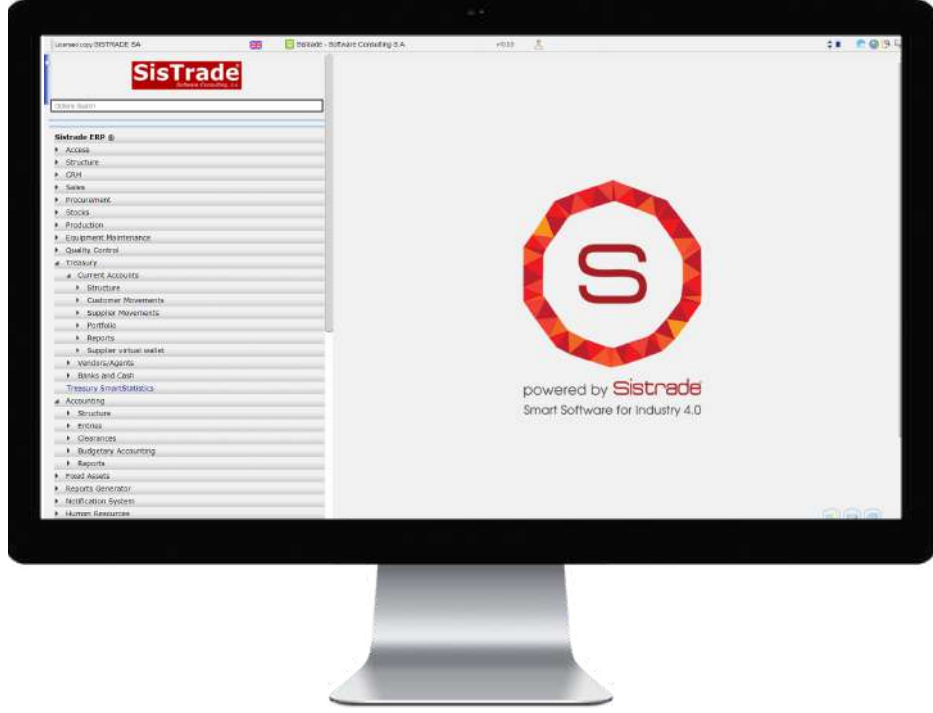 Licensed copy SISTRADE SA
Sistrade - Software Consulting S.A.
SisTrade
Software Consulting, S.A.
Sistrade ERP
Access
Structure
CRM
Sales
Procurement
Stocks
Production
Equipment Maintenance
Quality Control
Treasury
Current Accounts
Structure
Customer Movements
Supplier Movements
Portfolio
Reports
Supplier virtual wallet
Vendors/Agents
Banks and Cash
Treasury SmartStatistics
Accounting
Structure
Entries
Clearances
Budgetary Accounting
Reports
Fixed Assets
Reports Generator
Notification System
Human Resources
S
powered by Sistrade
Smart Software for Industry 4.0